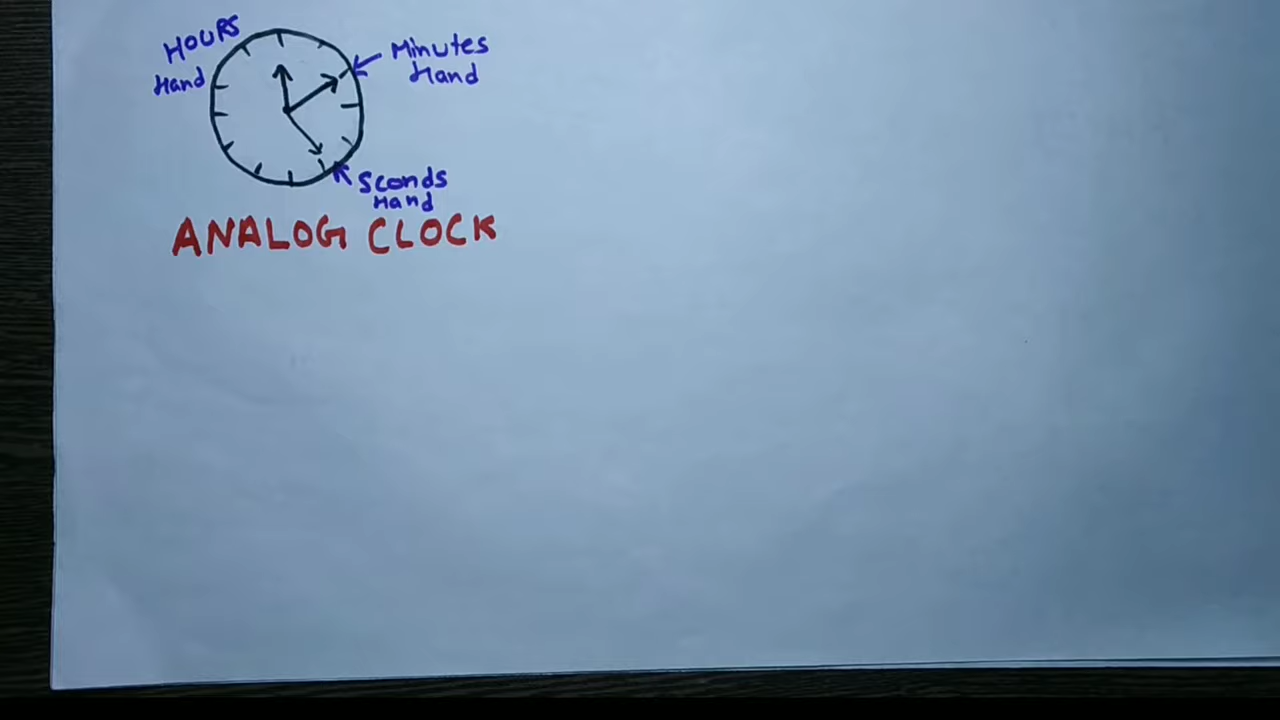 HOURS
Hand
Minutes
Hand
Sconds
Hand
ANALOG CLOCK